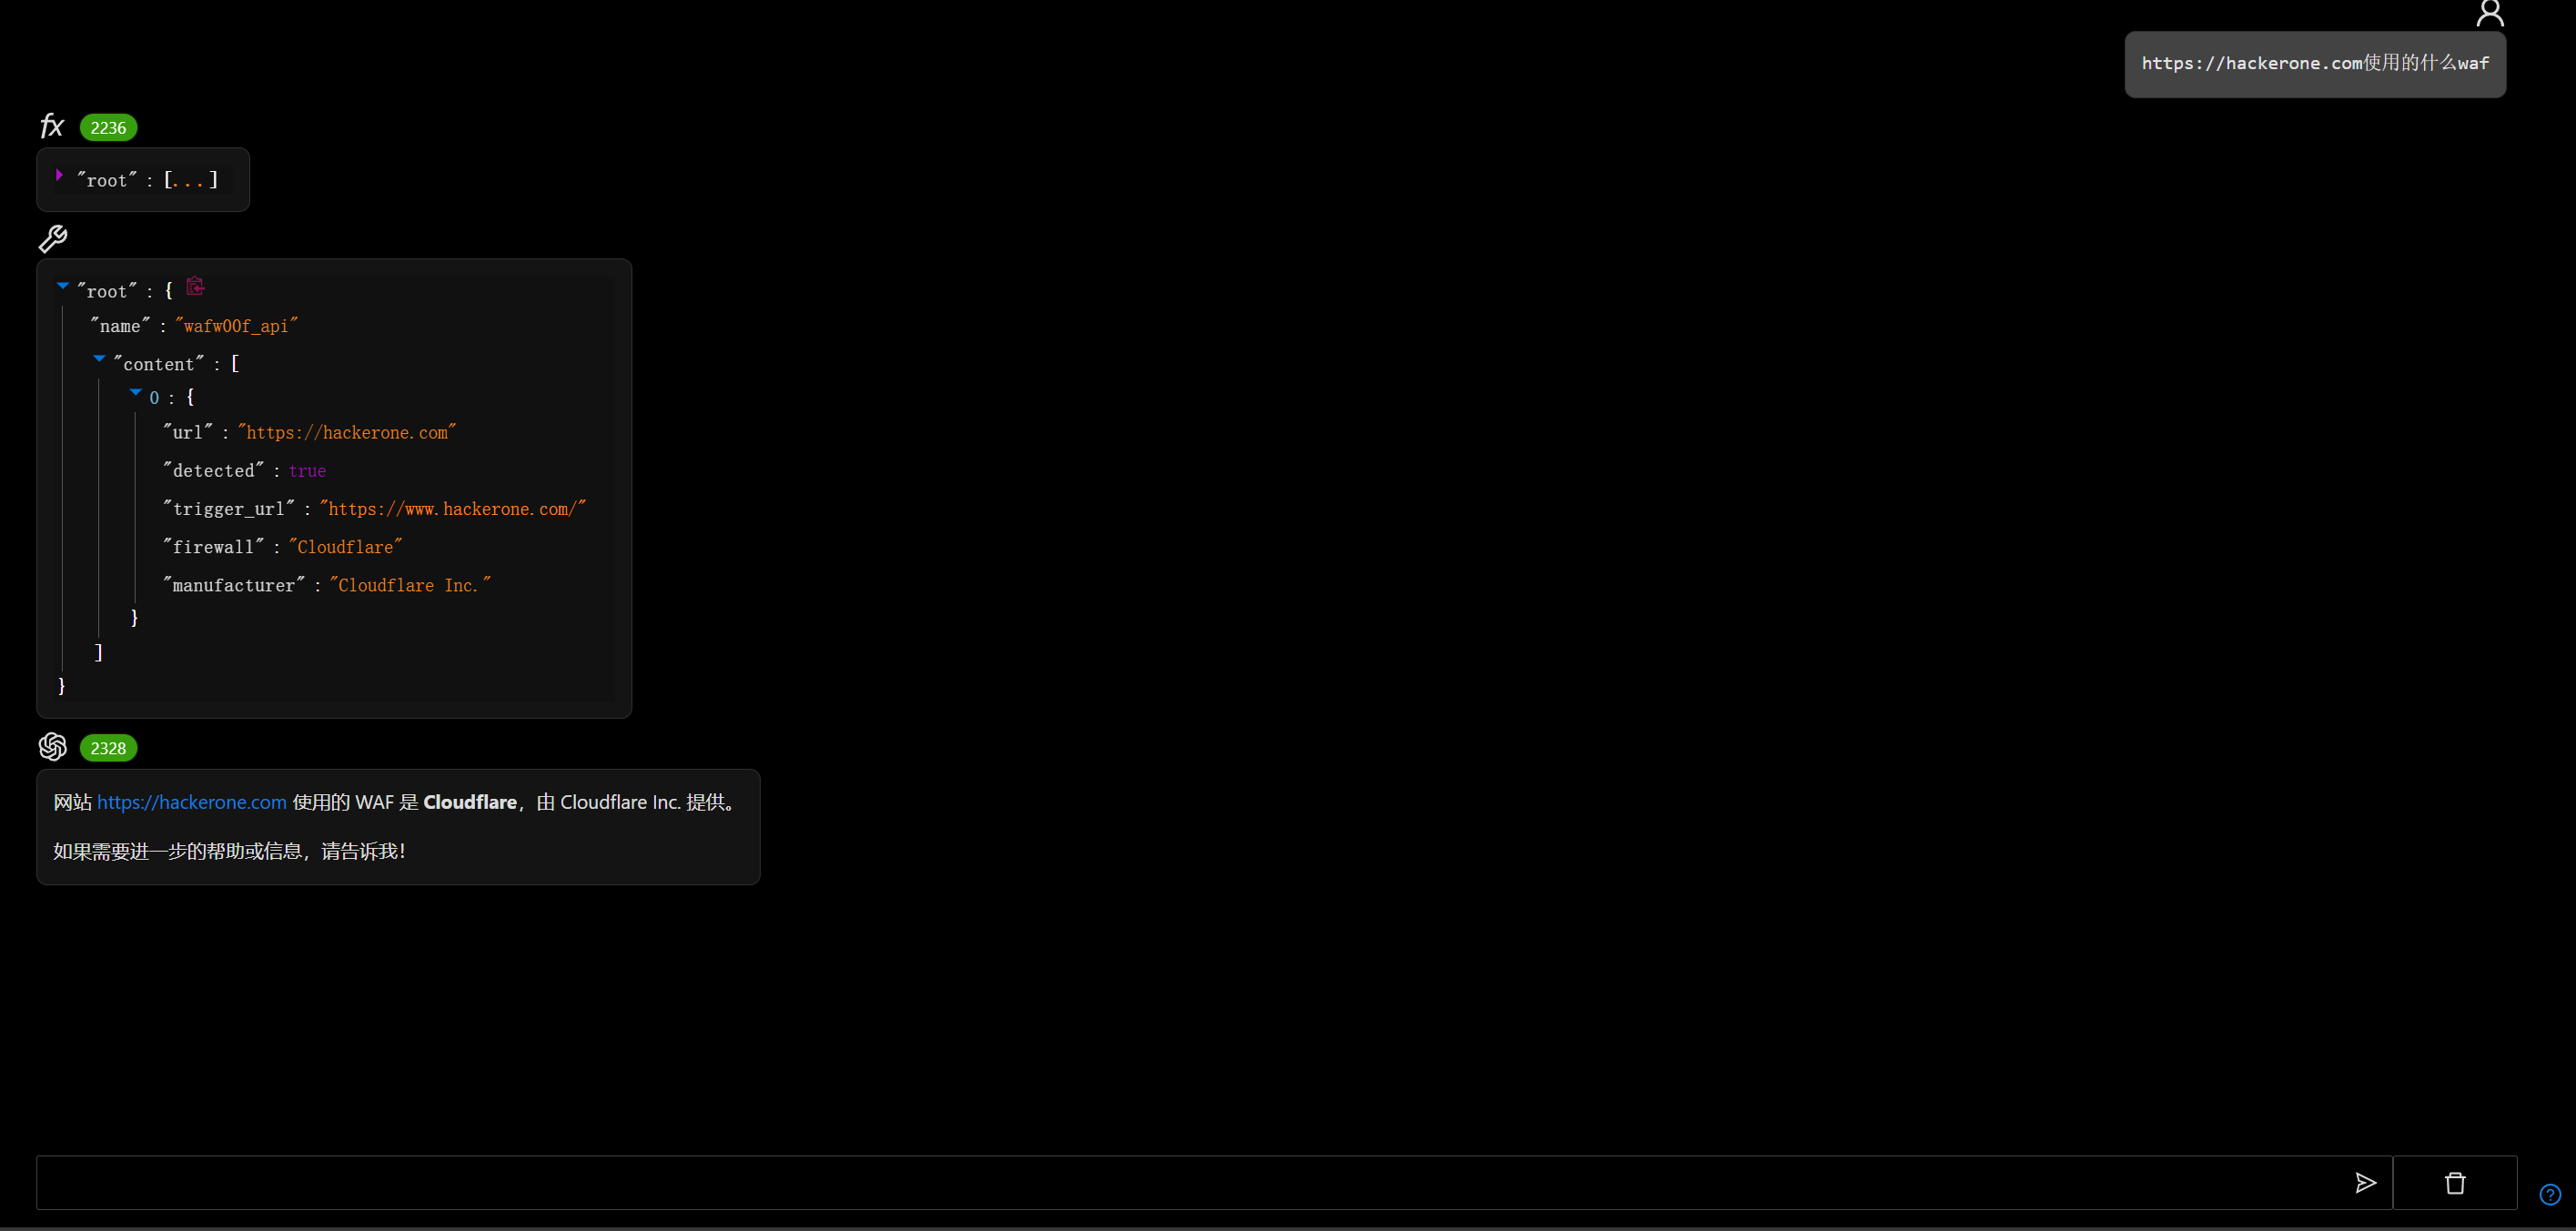 https://hackerone.com使用的什么waf
fx 2236
"root" : [...]
"root" : {
"name" : "wafw00f_api"
"content" : [
0 : {
"url" : "https://hackerone.com"
"detected" : true
"trigger_url" : "https://www.hackerone.com/"
"firewall" : "Cloudflare"
"manufacturer" : "Cloudflare Inc."
}
]
}
2328
网站 https://hackerone.com 使用的 WAF 是 Cloudflare，由 Cloudflare Inc. 提供。
如果需要进一步的帮助或信息，请告诉我！